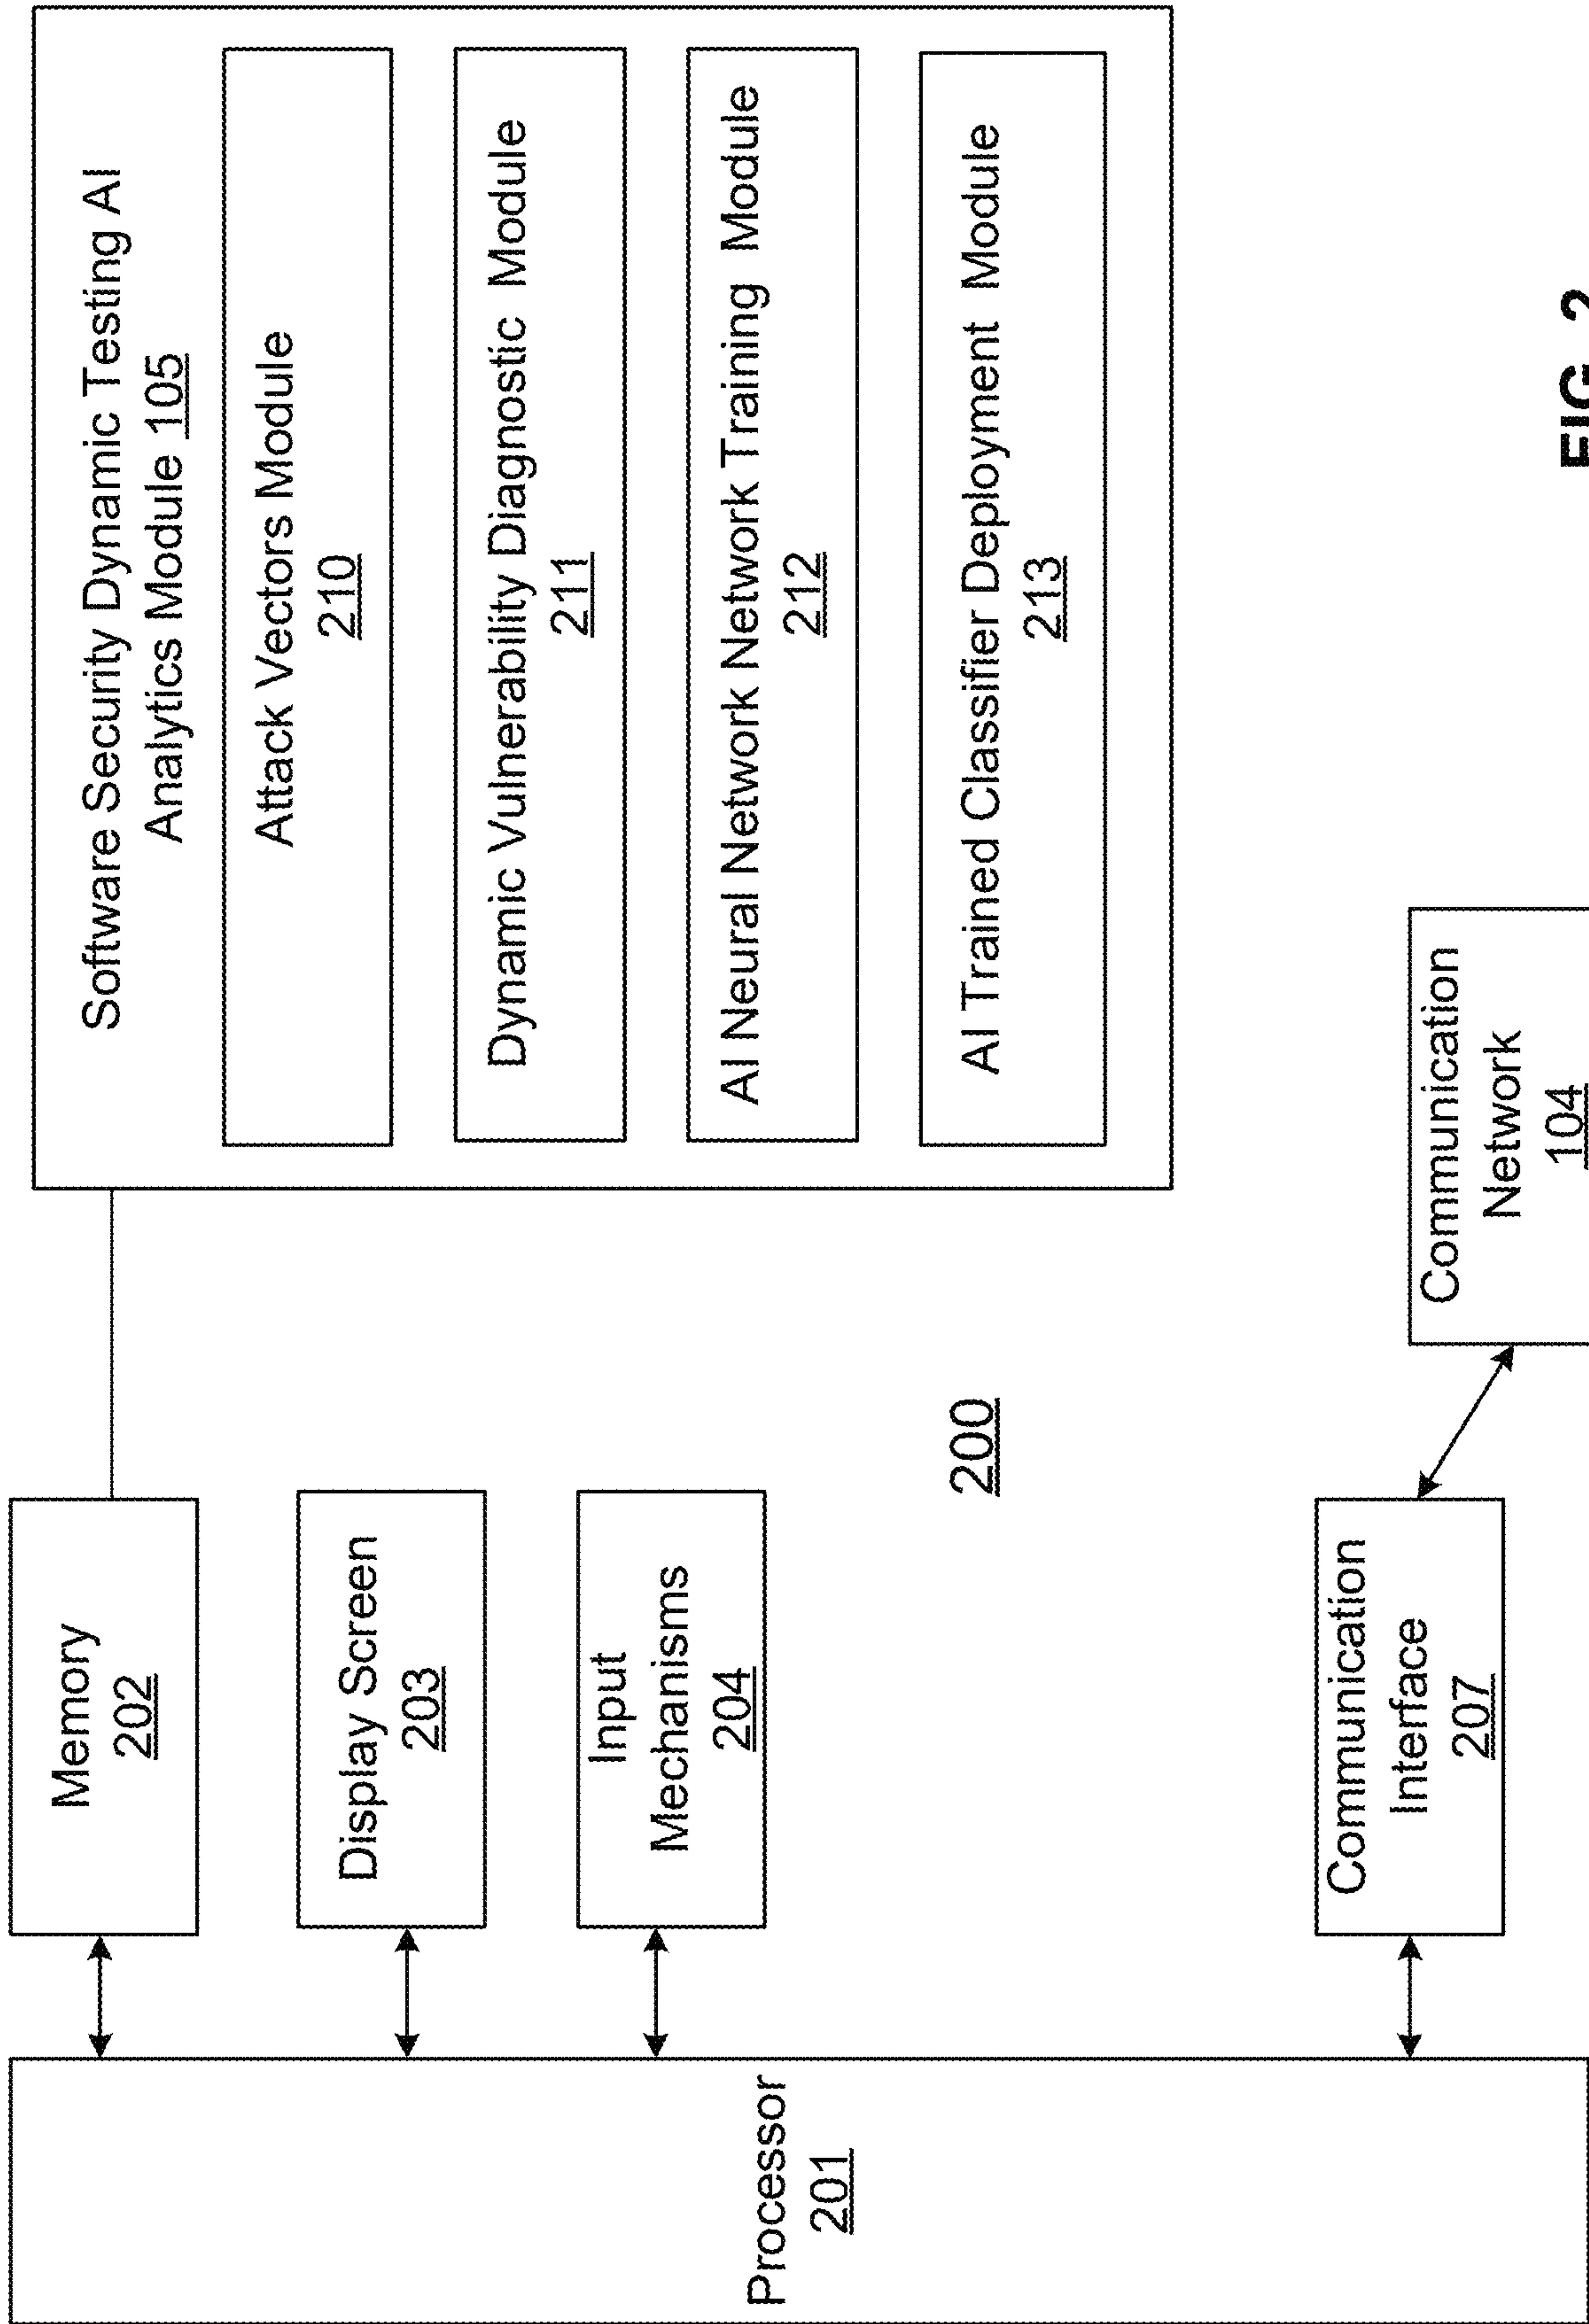 Processor
201
Memory
202
Display Screen
203
Input
Mechanisms
204
Communication
Interface
207
200
Communication
Network
104
Software Security Dynamic Testing AI
Analytics Module 105
Attack Vectors Module
210
Dynamic Vulnerability Diagnostic Module
211
AI Neural Network Network Training Module
212
AI Trained Classifier Deployment Module
213
FIG. 2